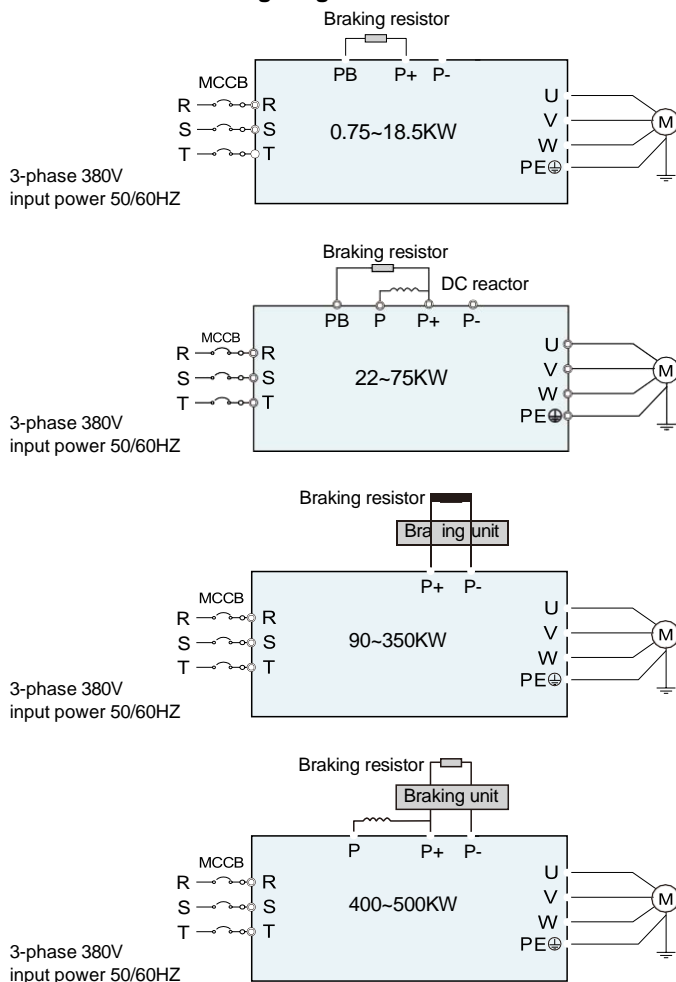 Braking resistor
PB P+ P-
MCCB
R R U
S S 0.75~18.5KW V M
T T W
PE
3-phase 380V
input power 50/60HZ
Braking resistor
DC reactor
PB P P+ P-
MCCB
R R U
S S 22~75KW V M
T T W
PE
3-phase 380V
input power 50/60HZ
Braking resistor
Bra ing unit
P+ P-
MCCB
R R U
S S 90~350KW V M
T T W
PE
3-phase 380V
input power 50/60HZ
Braking resistor
Braking unit
P P+ P-
MCCB
R R U
S S 400~500KW V M
T T W
PE
3-phase 380V
input power 50/60HZ